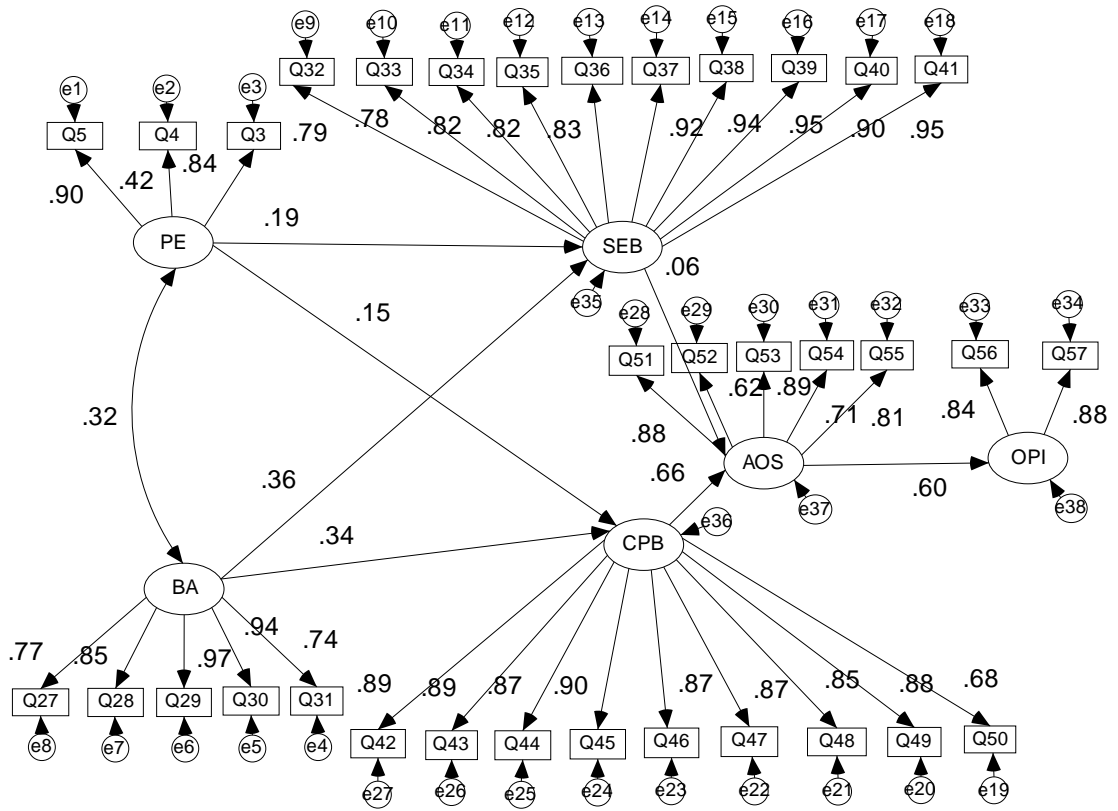 e9 e10 e11 e12 e13 e14 e15 e16 e17 e18
Q32 Q33 Q34 Q35 Q36 Q37 Q38 Q39 Q40 Q41
e1 e2 e3
Q5 Q4 Q3
.79 .78 .82 .82 .83 .92 .94 .95 .90 .95
.90 .42 .84
.19
PE
SEB
.06
e35
.15
e28 e29 e30 e31 e32 e33 e34
Q51 Q52 Q53 Q54 Q55 Q56 Q57
.62 .89 .71 .81 .84 .88
.32
.88
AOS
OPI
.36
.66
.60
e37
e38
.34
e36
CPB
BA
.77 .85 .97 .94 .74
.89 .89 .87 .90 .87 .87 .85 .88 .68
Q27 Q28 Q29 Q30 Q31
e8 e7 e6 e5 e4
Q42 Q43 Q44 Q45 Q46 Q47 Q48 Q49 Q50
e27 e26 e25 e24 e23 e22 e21 e20 e19